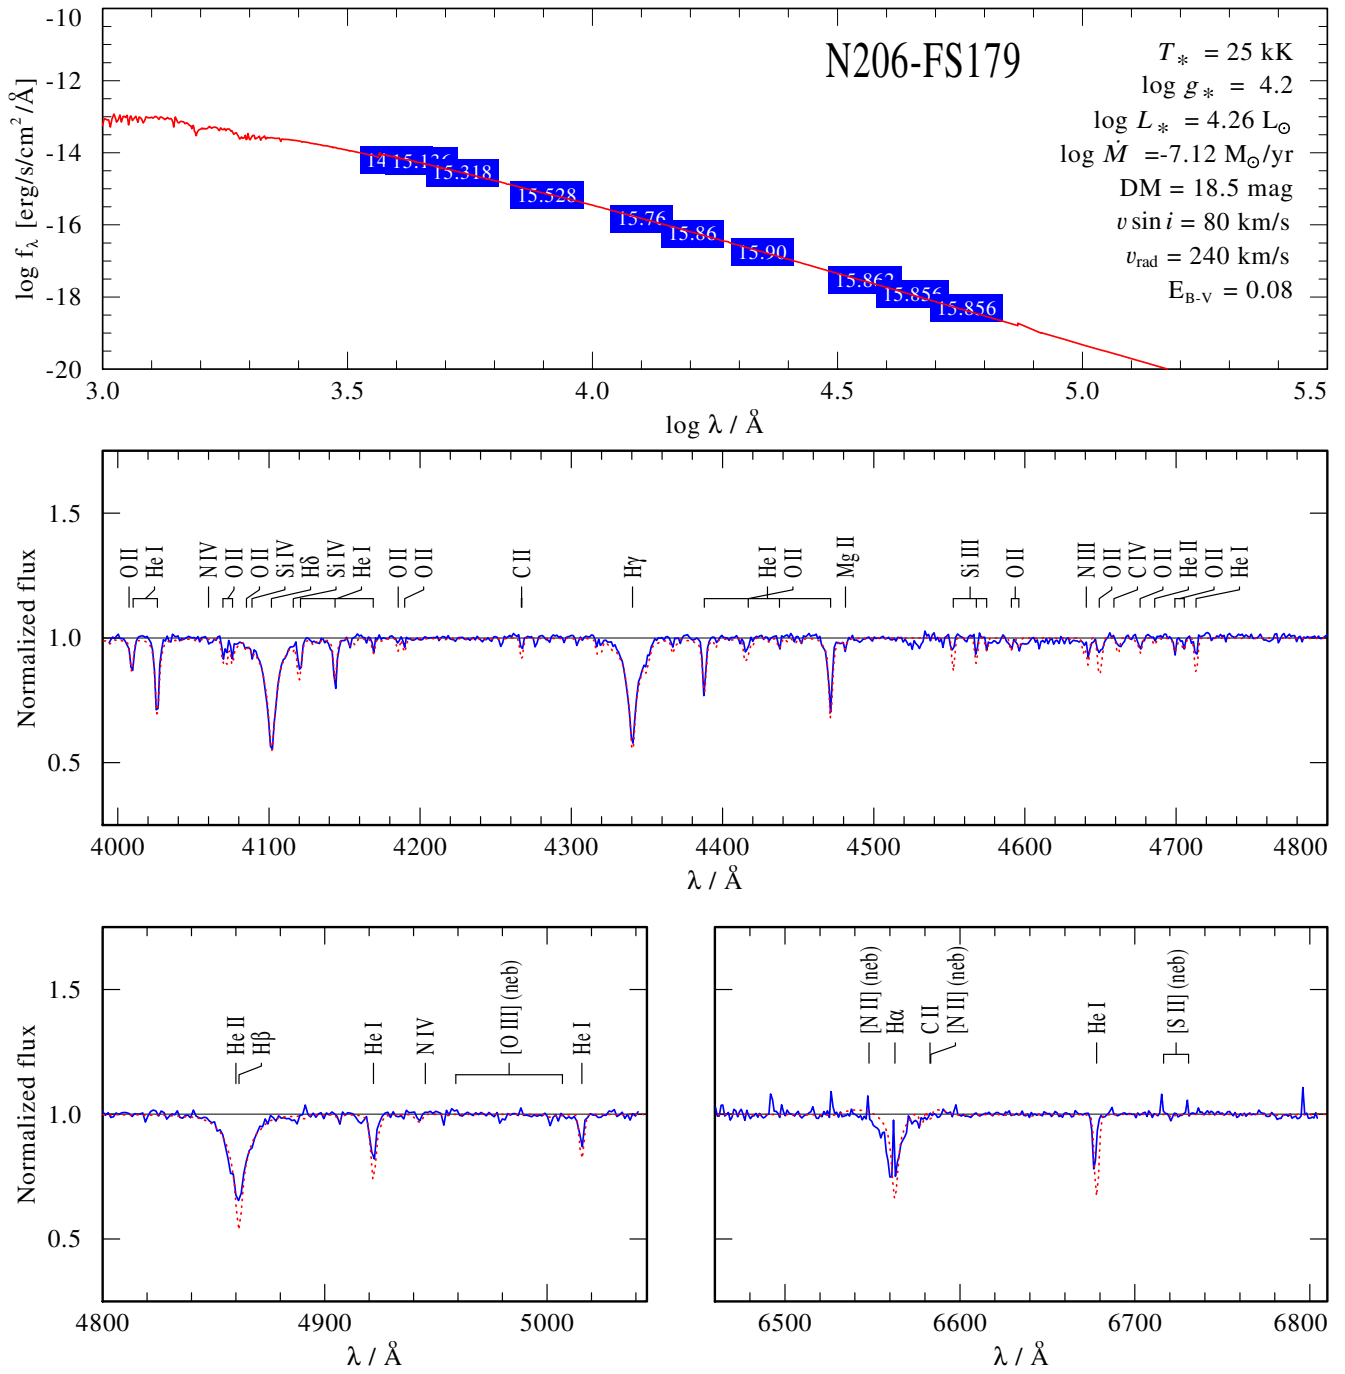 N206-FS179
T* = 25 kK
log g* = 4.2
log L* = 4.26 L⊙
log Ṁ =-7.12 M⊙/yr
DM = 18.5 mag
v sin i = 80 km/s
vrad = 240 km/s
EB-V = 0.08
log fλ [erg/s/cm²/Å]
-10
-12
-14
-16
-18
-20
15.318
15.528
15.76
15.86
15.90
15.862
15.856
15.856
3.0 3.5 4.0 4.5 5.0 5.5
log λ / Å
Normalized flux
1.5
1.0
0.5
O II He I N IV O II O II Si IV Hδ Si IV He I O II O II C II Hγ He I O II Mg II Si III O II N III O II C IV O II He II O II He I
4000 4100 4200 4300 4400 4500 4600 4700 4800
λ / Å
Normalized flux
1.5
1.0
0.5
He II Hβ He I N IV [O III] (neb) He I
4800 4900 5000
λ / Å
[N II] (neb) Hα C II [N II] (neb) He I [S II] (neb)
6500 6600 6700 6800
λ / Å